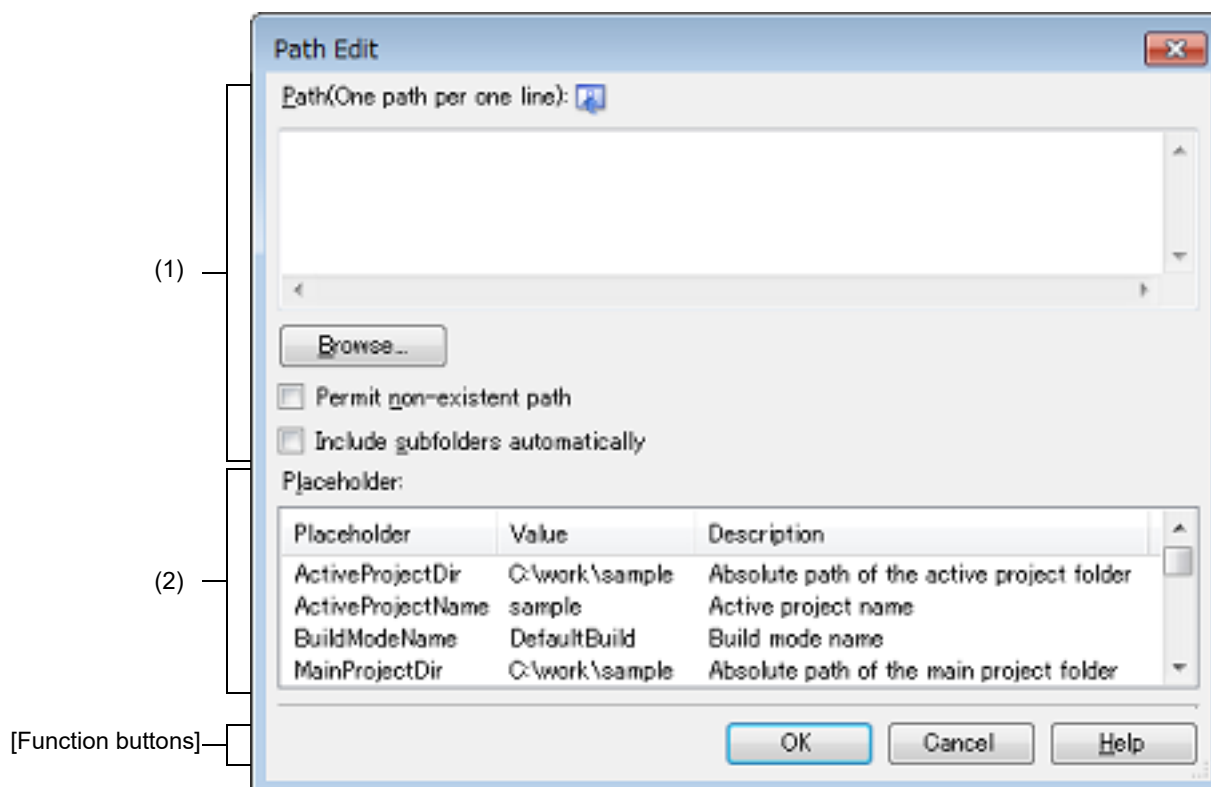 Path Edit
Path(One path per one line):
(1)
Browse...
Permit non-existent path
Include subfolders automatically
Placeholder:
Placeholder Value Description
(2)
ActiveProjectDir C:\work\sample Absolute path of the active project folder
ActiveProjectName sample Active project name
BuildModeName DefaultBuild Build mode name
MainProjectDir C:\work\sample Absolute path of the main project folder
[Function buttons]
OK Cancel Help